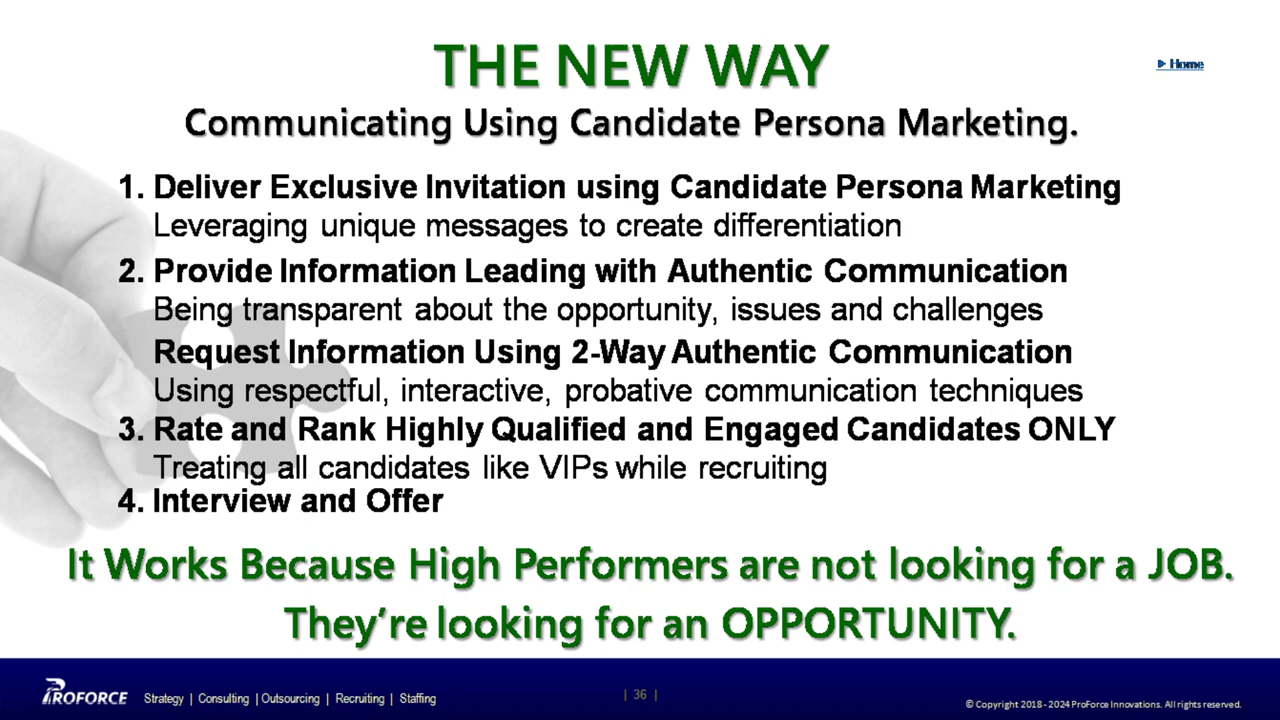 THE NEW WAY
▶ Home
Communicating Using Candidate Persona Marketing.
1. Deliver Exclusive Invitation using Candidate Persona Marketing
Leveraging unique messages to create differentiation
2. Provide Information Leading with Authentic Communication
Being transparent about the opportunity, issues and challenges
Request Information Using 2-Way Authentic Communication
Using respectful, interactive, probative communication techniques
3. Rate and Rank Highly Qualified and Engaged Candidates ONLY
Treating all candidates like VIPs while recruiting
4. Interview and Offer
It Works Because High Performers are not looking for a JOB.
They're looking for an OPPORTUNITY.
PROFORCE Strategy | Consulting | Outsourcing | Recruiting | Staffing
| 36 |
© Copyright 2018 - 2024 ProForce Innovations. All rights reserved.